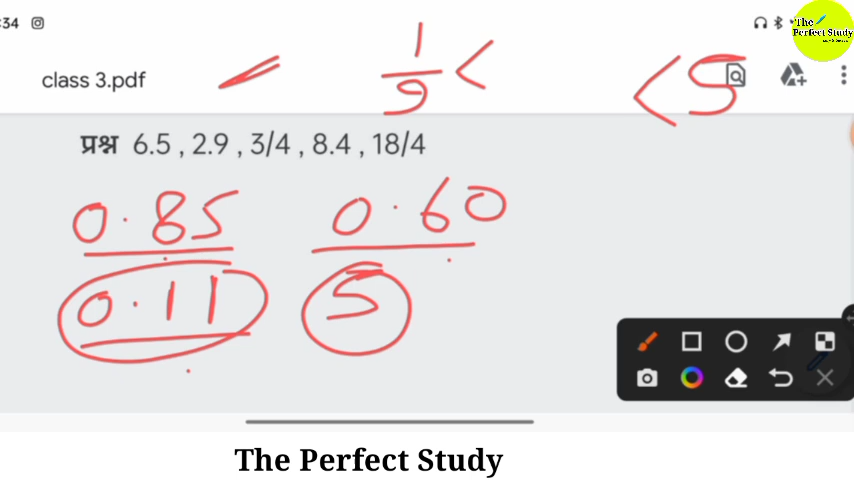 :34
The
Perfect Study
class 3.pdf
1/9 < < 5
प्रश्न 6.5 , 2.9 , 3/4 , 8.4 , 18/4
0.85 0.60
0.11 5
The Perfect Study